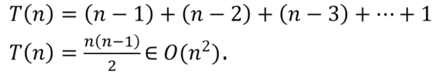 T(n) = (n − 1) + (n − 2) + (n − 3) + ⋯ + 1
T(n) = n(n−1)/2 ∈ O(n²).